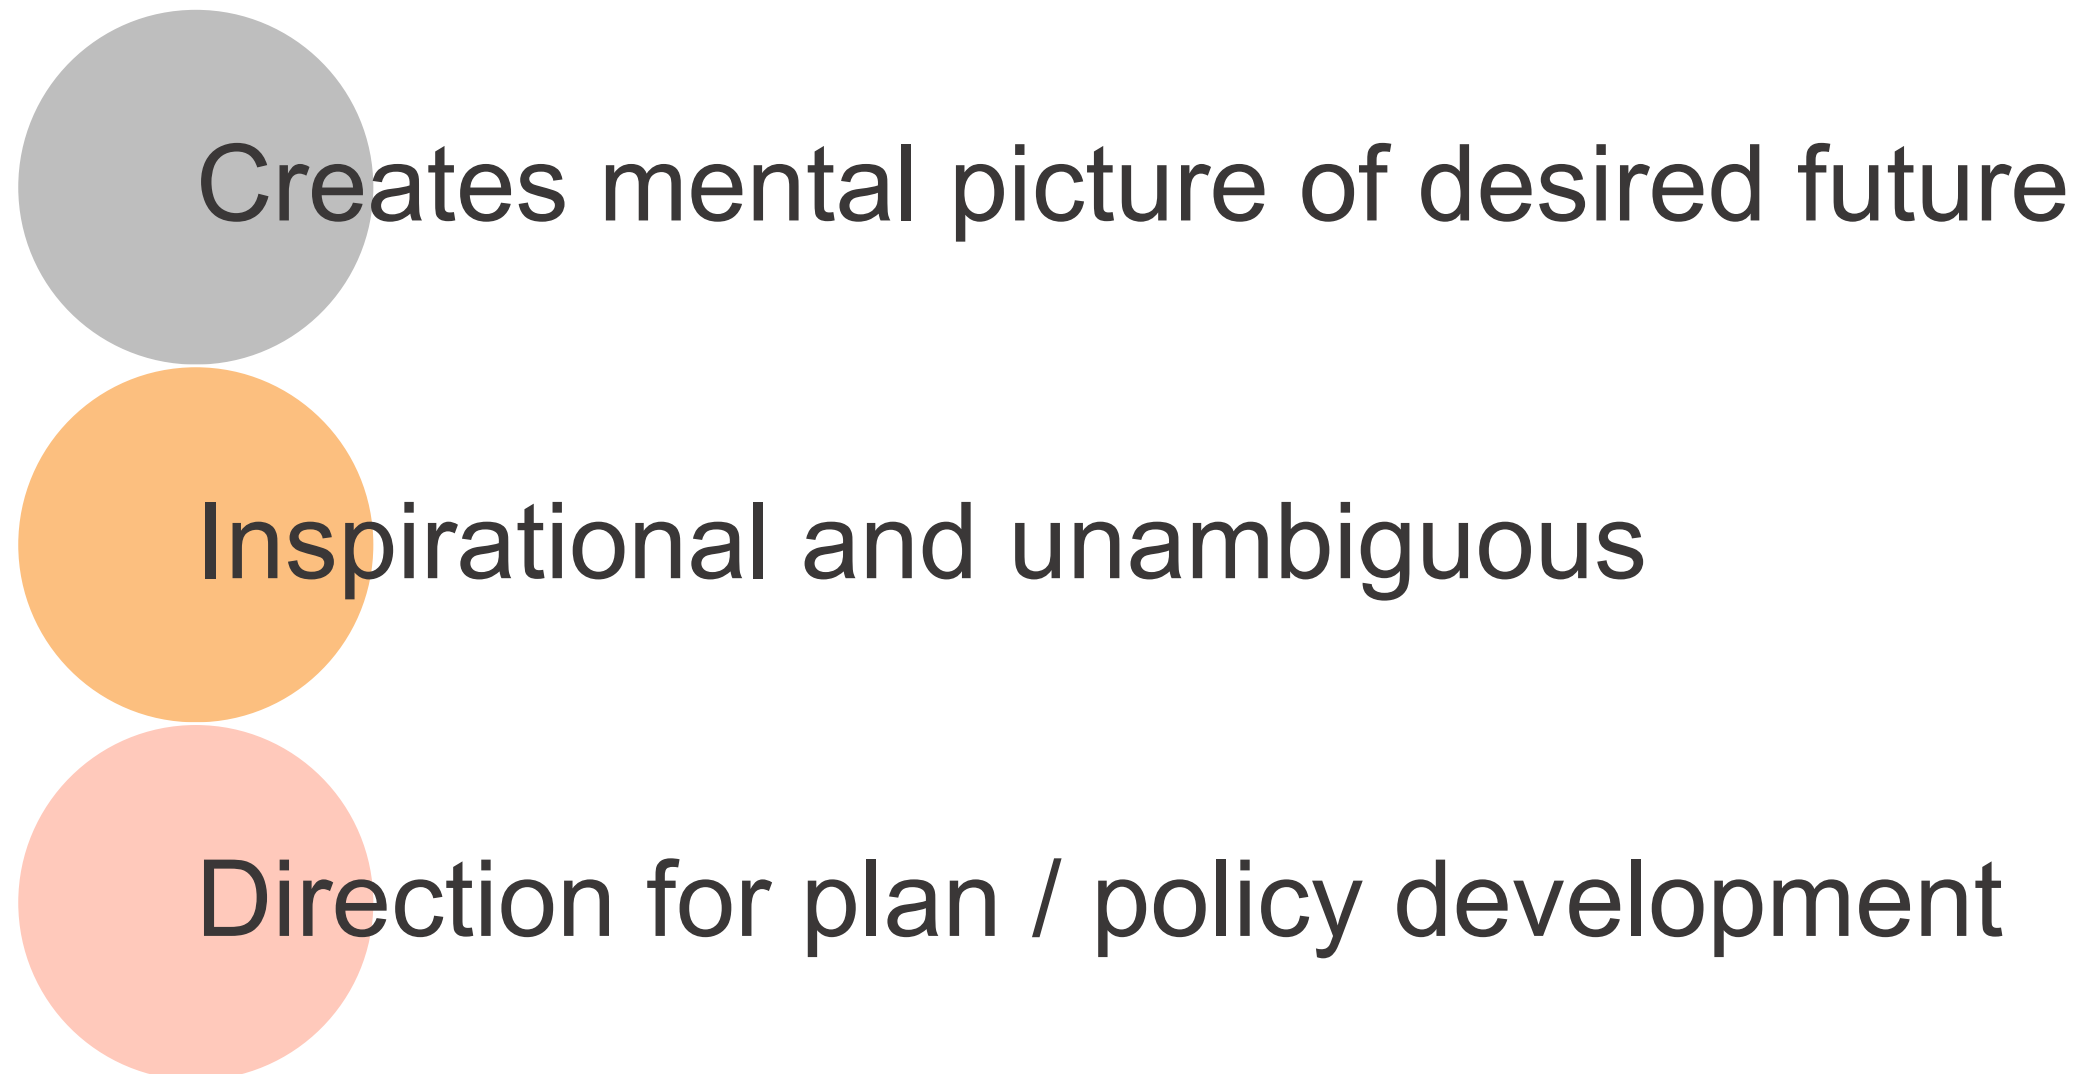 Creates mental picture of desired future
Inspirational and unambiguous
Direction for plan / policy development